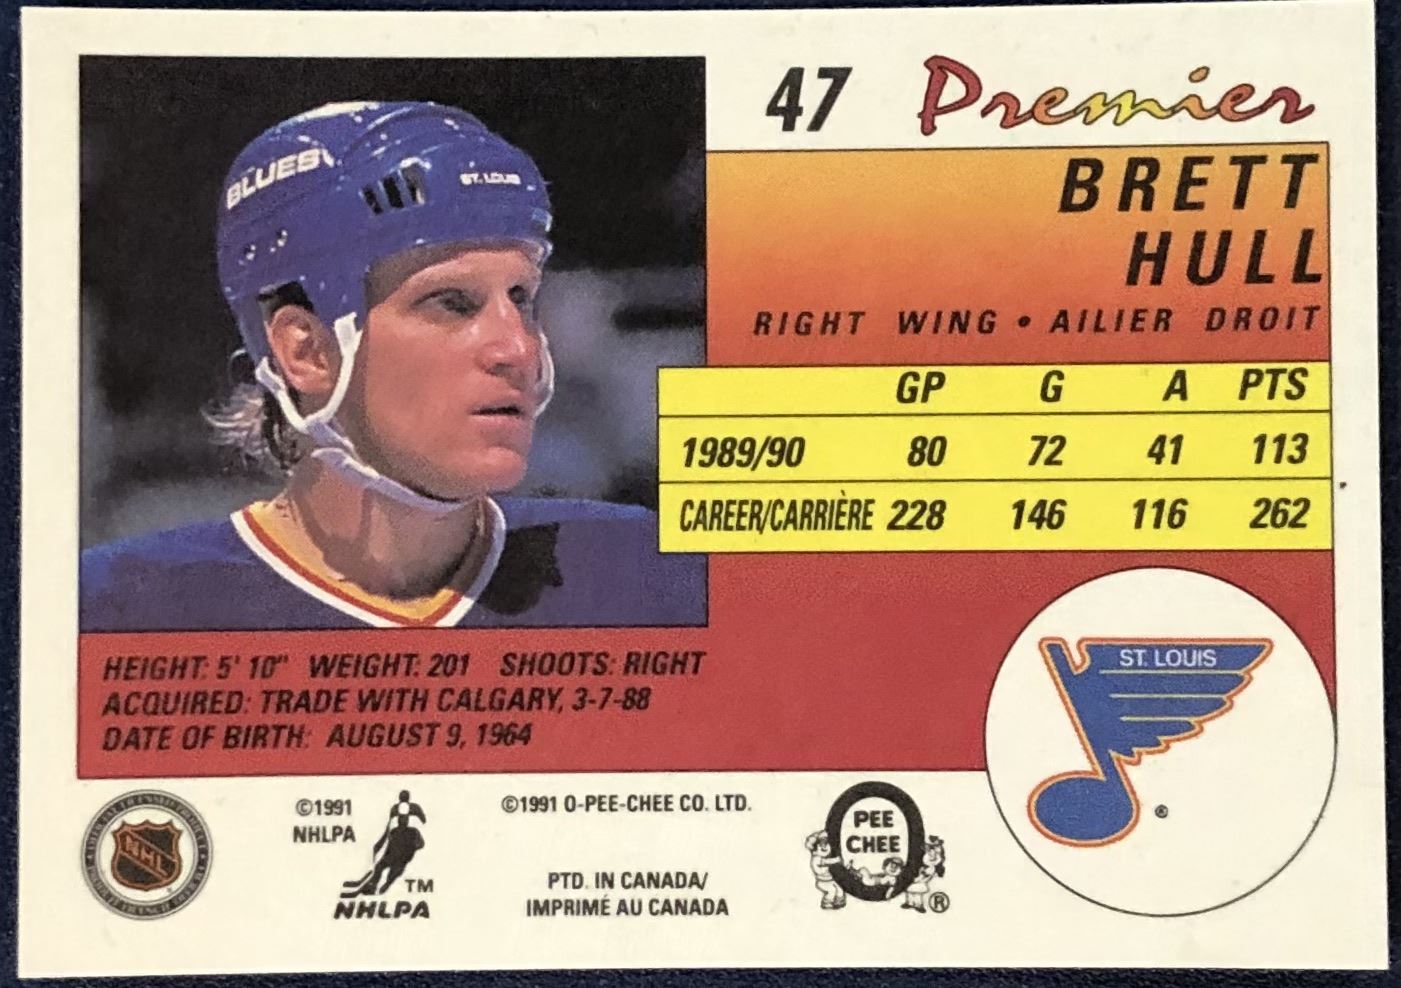 47 Premier
BRETT
HULL
RIGHT WING • AILIER DROIT
GP G A PTS
1989/90 80 72 41 113
CAREER/CARRIÈRE 228 146 116 262
BLUES
ST. LOUIS
HEIGHT: 5' 10" WEIGHT: 201 SHOOTS: RIGHT
ACQUIRED: TRADE WITH CALGARY, 3-7-88
DATE OF BIRTH: AUGUST 9, 1964
ST. LOUIS
®
NHL
©1991
NHLPA
TM
NHLPA
©1991 O-PEE-CHEE CO. LTD.
PTD. IN CANADA/
IMPRIMÉ AU CANADA
O
PEE
CHEE
®